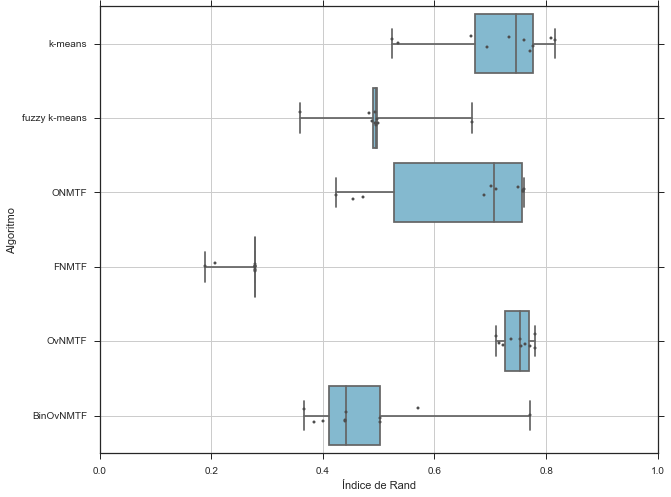 k-means
fuzzy k-means
ONMTF
FNMTF
OvNMTF
BinOvNMTF
Algoritmo
0.0 0.2 0.4 0.6 0.8 1.0
Índice de Rand